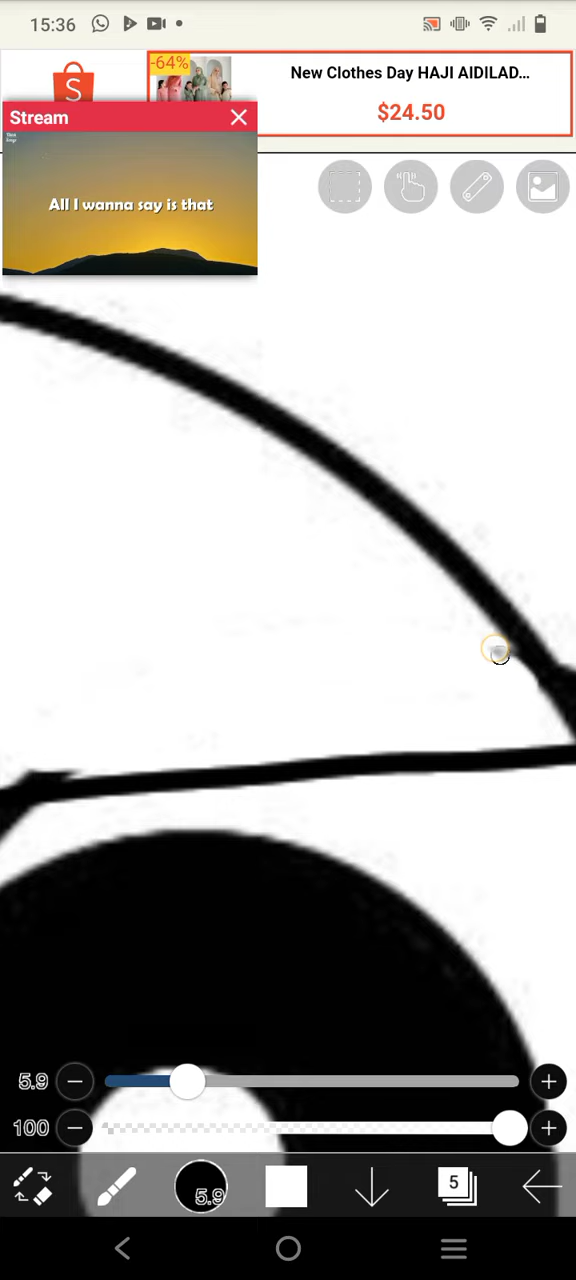 15:36
-64%
New Clothes Day HAJI AIDILAD...
$24.50
S
Stream
All I wanna say is that
5.9
100
5.9
5